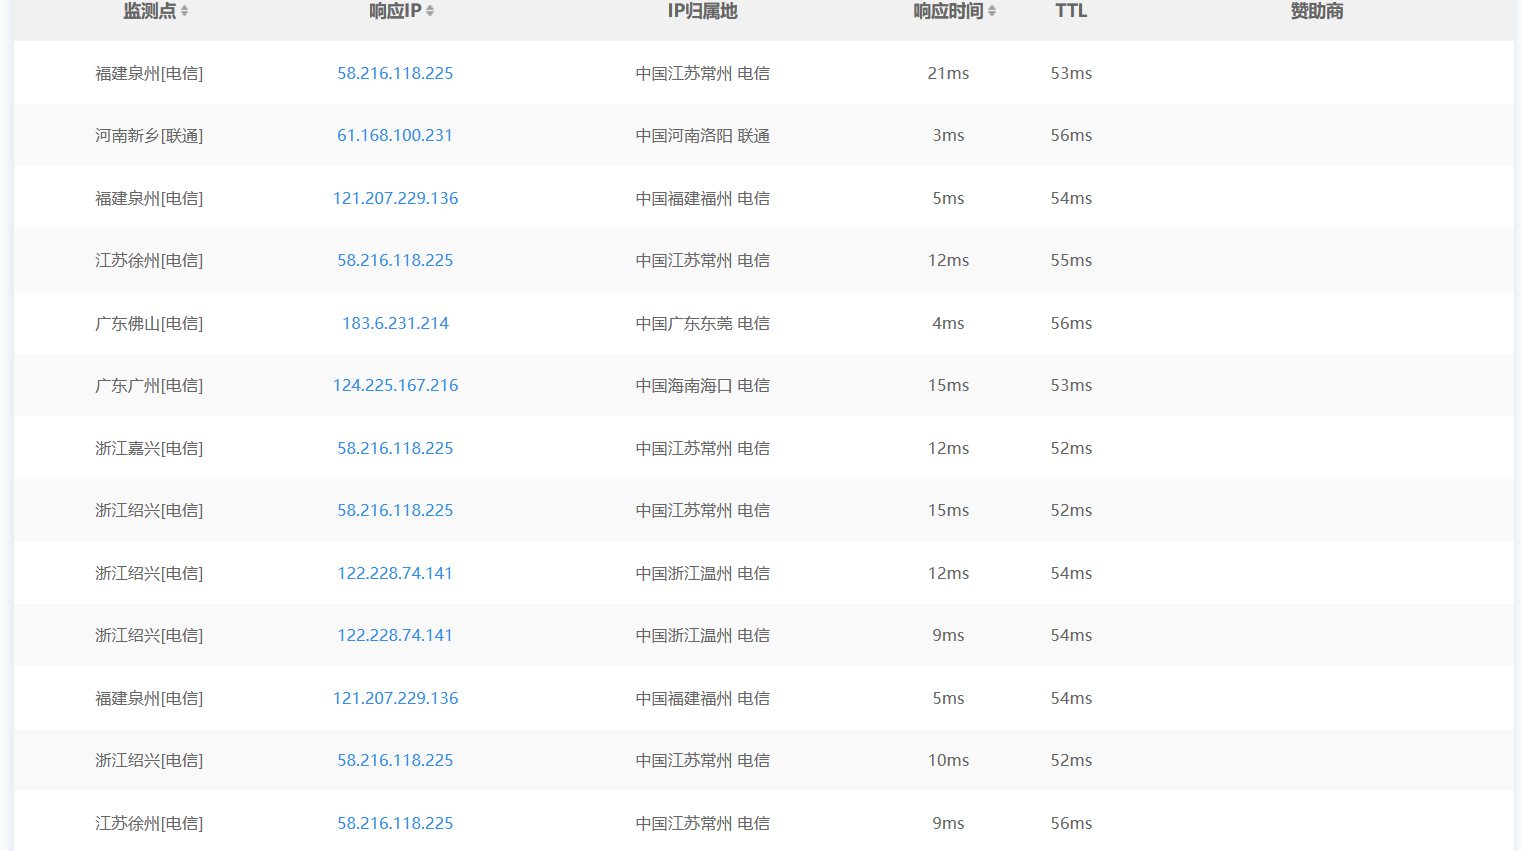 监测点 响应IP IP归属地 响应时间 TTL 赞助商
福建泉州[电信] 58.216.118.225 中国江苏常州 电信 21ms 53ms
河南新乡[联通] 61.168.100.231 中国河南洛阳 联通 3ms 56ms
福建泉州[电信] 121.207.229.136 中国福建福州 电信 5ms 54ms
江苏徐州[电信] 58.216.118.225 中国江苏常州 电信 12ms 55ms
广东佛山[电信] 183.6.231.214 中国广东东莞 电信 4ms 56ms
广东广州[电信] 124.225.167.216 中国海南海口 电信 15ms 53ms
浙江嘉兴[电信] 58.216.118.225 中国江苏常州 电信 12ms 52ms
浙江绍兴[电信] 58.216.118.225 中国江苏常州 电信 15ms 52ms
浙江绍兴[电信] 122.228.74.141 中国浙江温州 电信 12ms 54ms
浙江绍兴[电信] 122.228.74.141 中国浙江温州 电信 9ms 54ms
福建泉州[电信] 121.207.229.136 中国福建福州 电信 5ms 54ms
浙江绍兴[电信] 58.216.118.225 中国江苏常州 电信 10ms 52ms
江苏徐州[电信] 58.216.118.225 中国江苏常州 电信 9ms 56ms